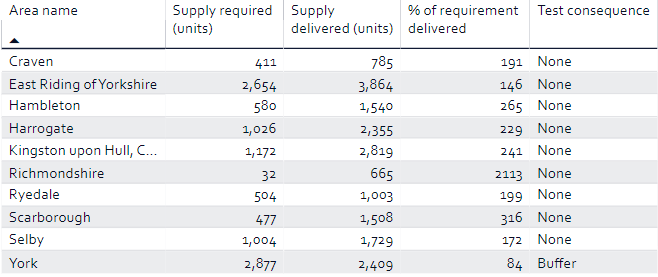 Area name Supply required Supply % of requirement Test consequence
(units) delivered (units) delivered
Craven 411 785 191 None
East Riding of Yorkshire 2,654 3,864 146 None
Hambleton 580 1,540 265 None
Harrogate 1,026 2,355 229 None
Kingston upon Hull, C... 1,172 2,819 241 None
Richmondshire 32 665 2113 None
Ryedale 504 1,003 199 None
Scarborough 477 1,508 316 None
Selby 1,004 1,729 172 None
York 2,877 2,409 84 Buffer